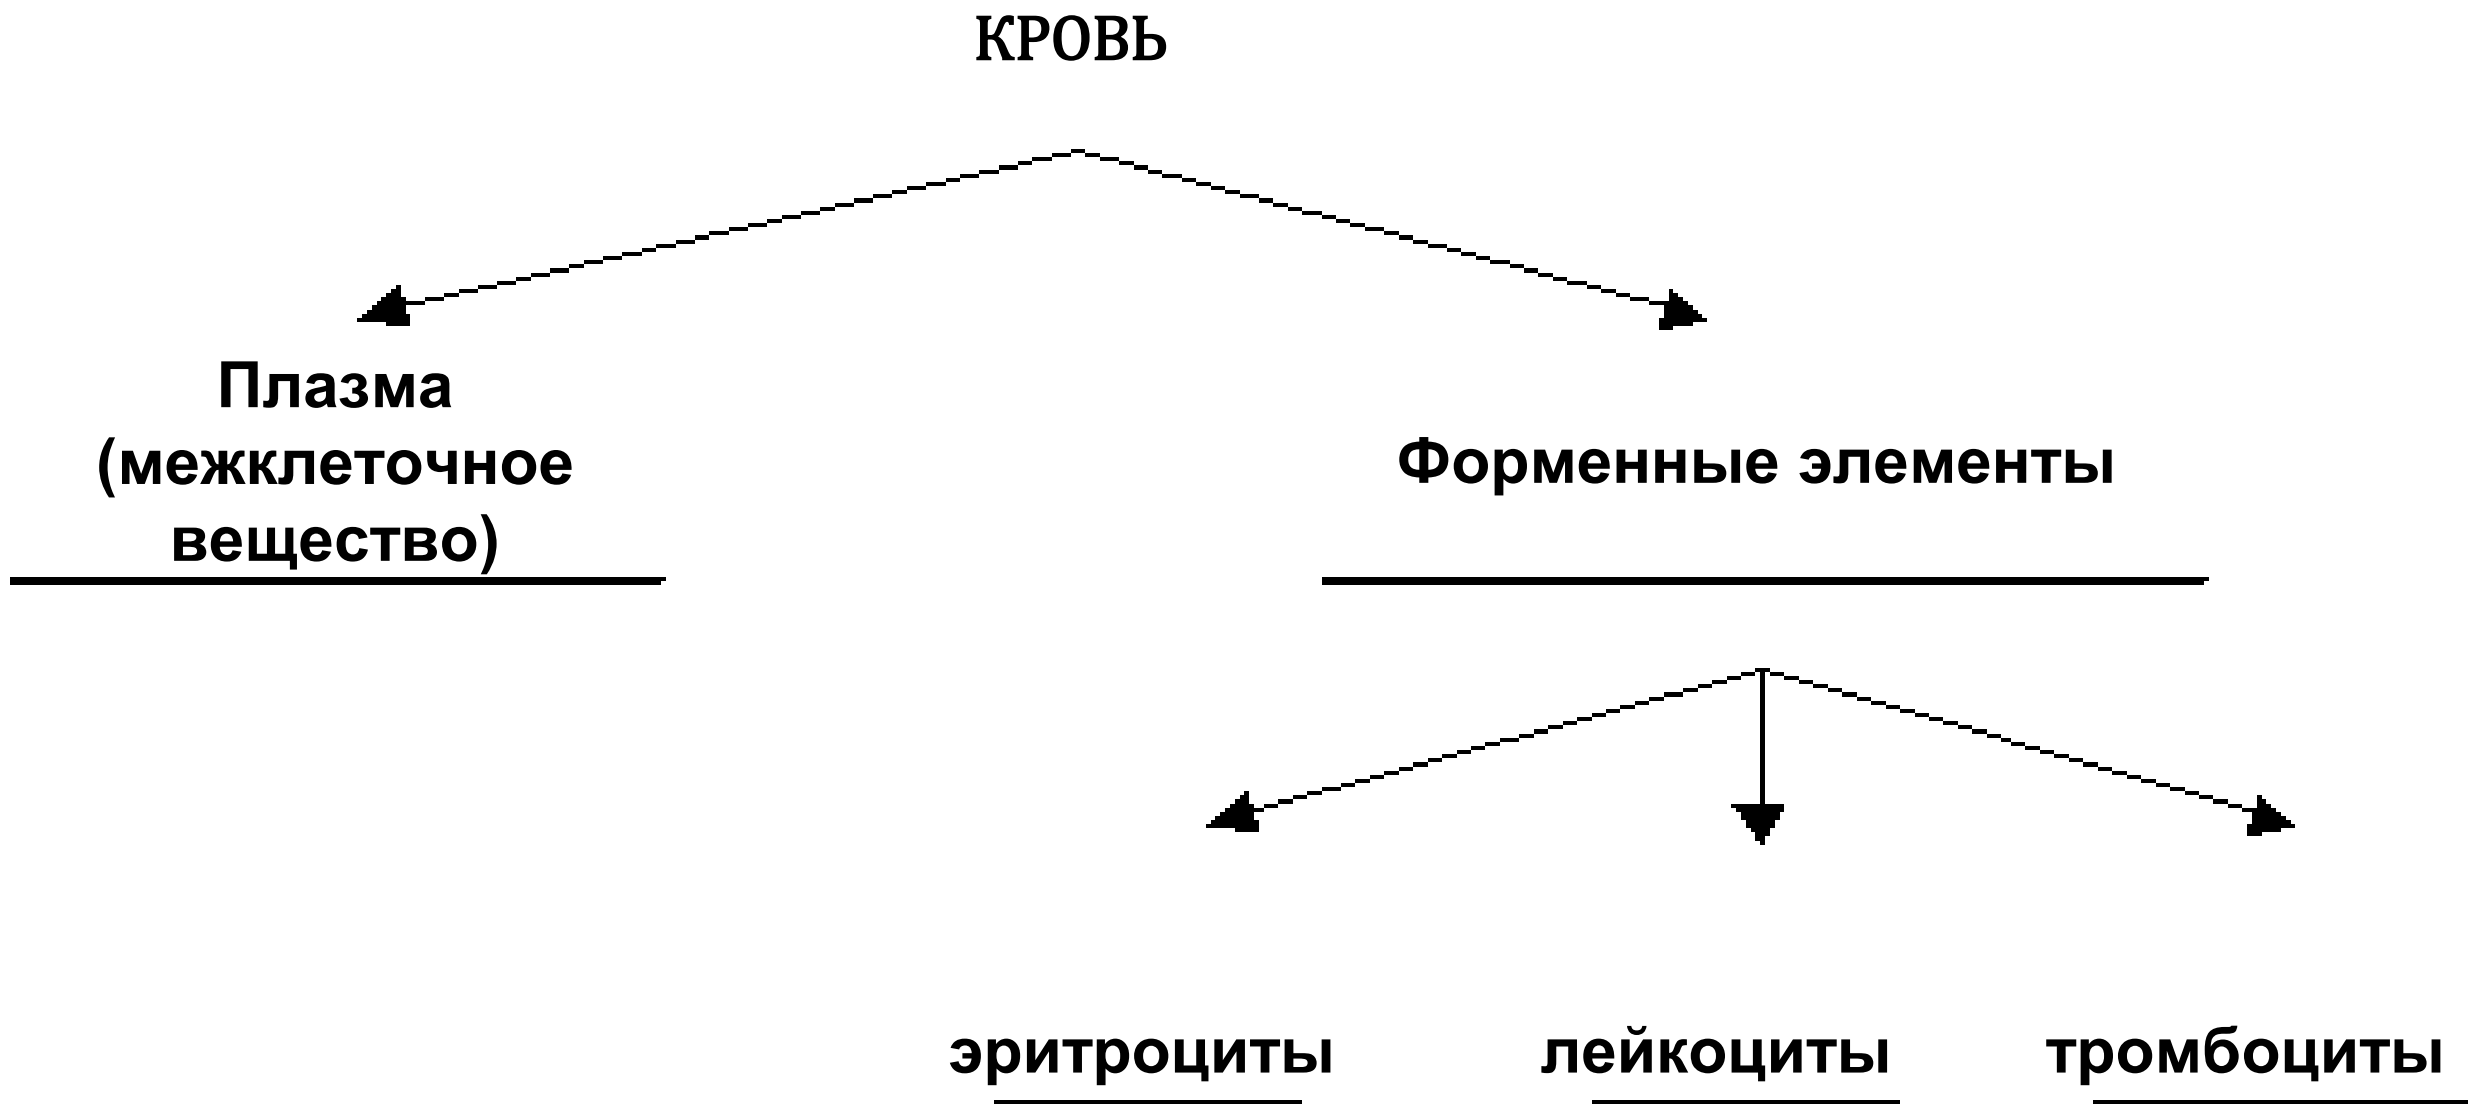 КРОВЬ
Плазма
(межклеточное
вещество)
Форменные элементы
эритроциты
лейкоциты
тромбоциты